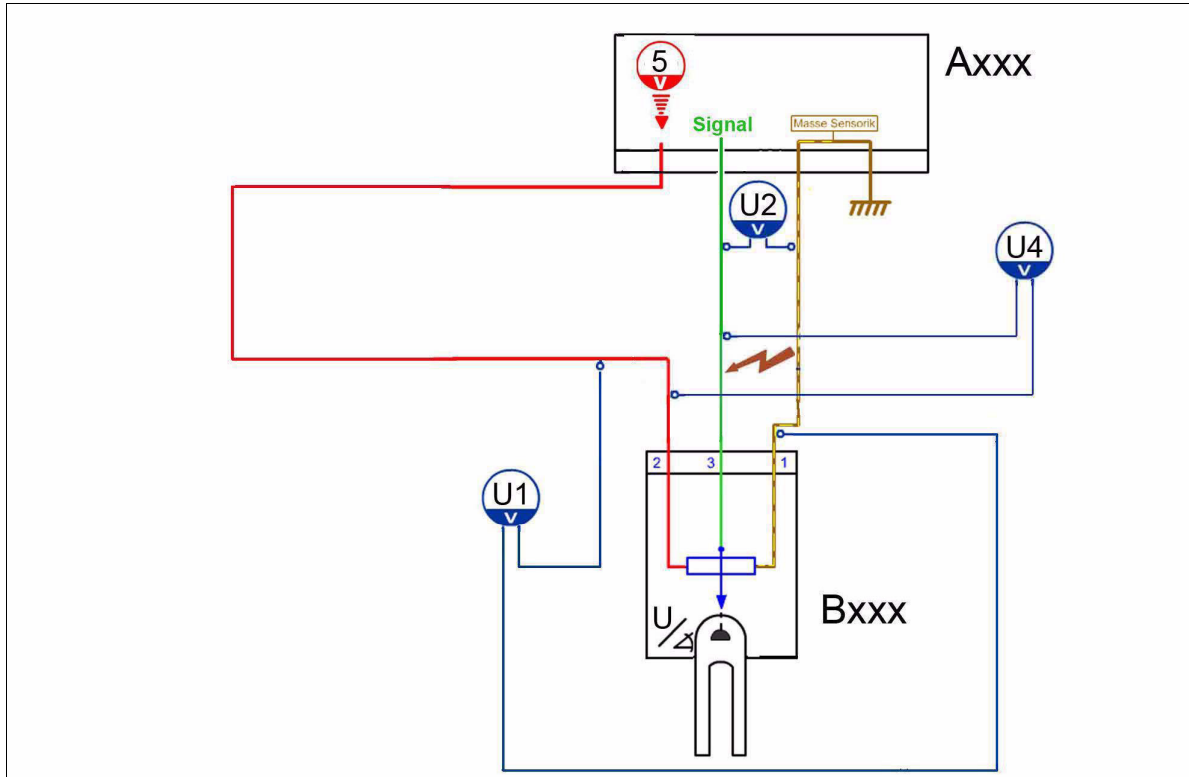 5
V
Axxx
Signal
Masse Sensorik
U2
V
U4
V
2 3 1
U1
V
U
Bxxx